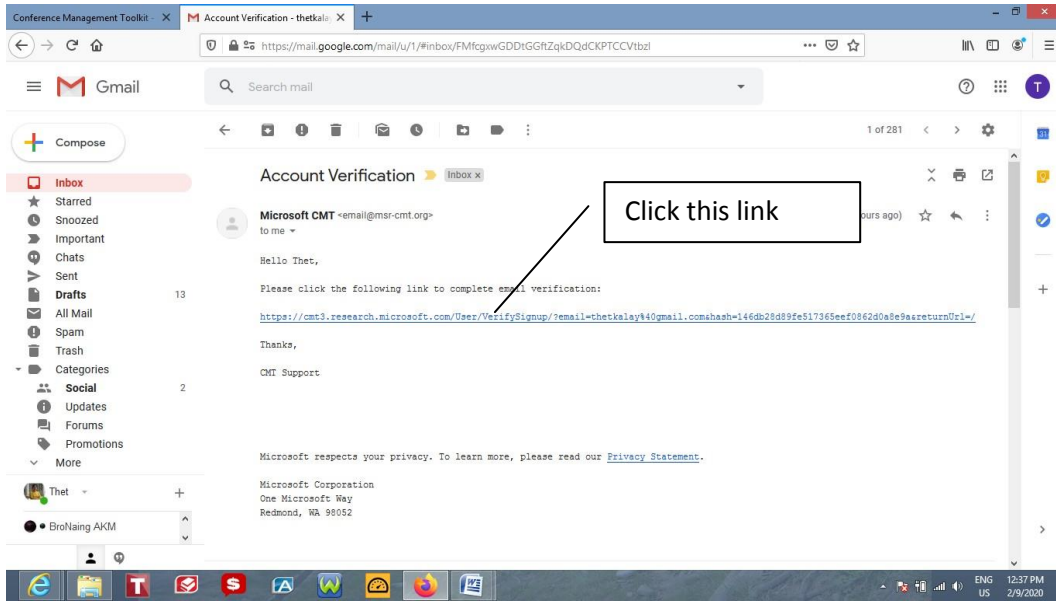 Conference Management Toolkit -
Account Verification - thetkala
https://mail.google.com/mail/u/1/#inbox/FMfcgxwGDDtGGftZqkDQdCKPTCCVtbzl
Gmail
Search mail
T
Compose
1 of 281
31
Inbox
Starred
Snoozed
Important
Chats
Sent
Drafts 13
All Mail
Spam
Trash
Categories
Social 2
Updates
Forums
Promotions
More
Thet
BroNaing AKM
Account Verification Inbox x
Microsoft CMT <email@msr-cmt.org>
ours ago)
to me
Click this link
Hello Thet,
Please click the following link to complete email verification:
https://cmt3.research.microsoft.com/User/VerifySignup/?email=thetkalay%40gmail.com&hash=146db28d89fe517365eef0862d0a8e9a&returnUrl=/
Thanks,
CMT Support
Microsoft respects your privacy. To learn more, please read our Privacy Statement.
Microsoft Corporation
One Microsoft Way
Redmond, WA 98052
ENG 12:37 PM
US 2/9/2020